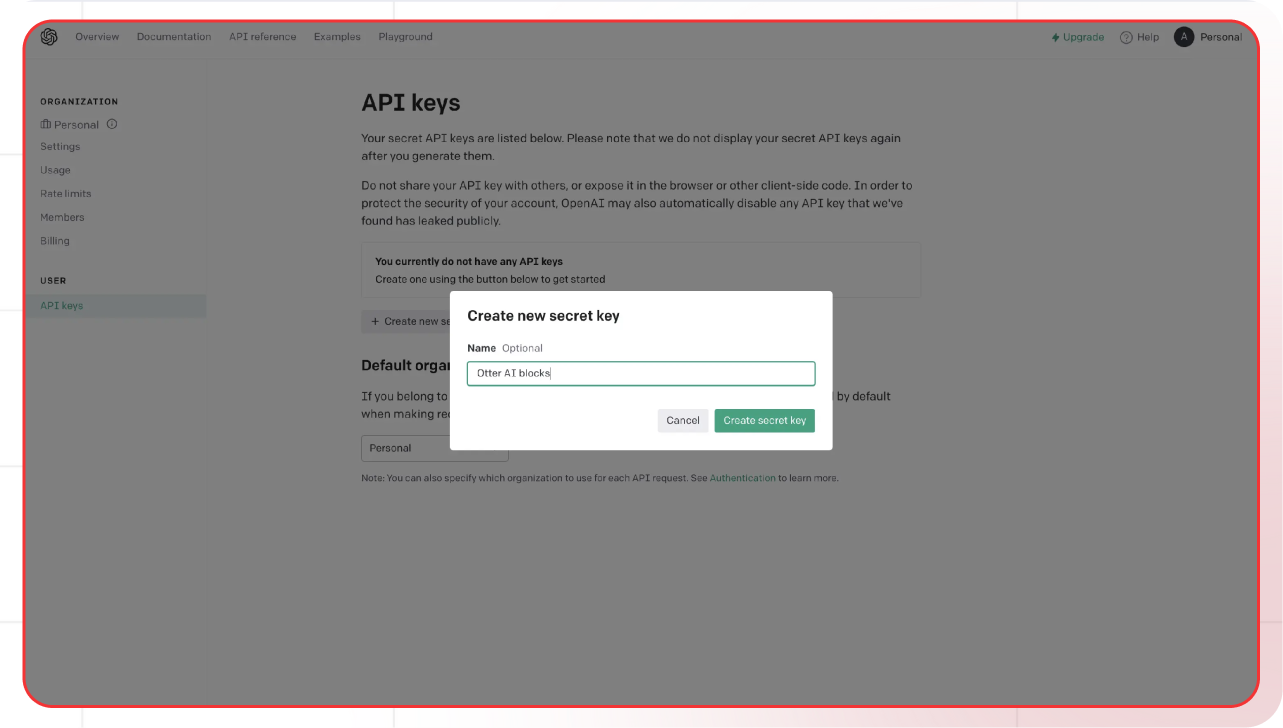 Overview Documentation API reference Examples Playground
Upgrade Help A Personal
ORGANIZATION
Personal
Settings
Usage
Rate limits
Members
Billing
USER
API keys
API keys
Your secret API keys are listed below. Please note that we do not display your secret API keys again
after you generate them.
Do not share your API key with others, or expose it in the browser or other client-side code. In order to
protect the security of your account, OpenAI may also automatically disable any API key that we've
found has leaked publicly.
You currently do not have any API keys
Create one using the button below to get started
+ Create new
Create new secret key
Name Optional
Otter AI blocks
Cancel Create secret key
Default
If you belong to
by default
when making
Personal
Note: You can also specify which organization to use for each API request. See Authentication to learn more.